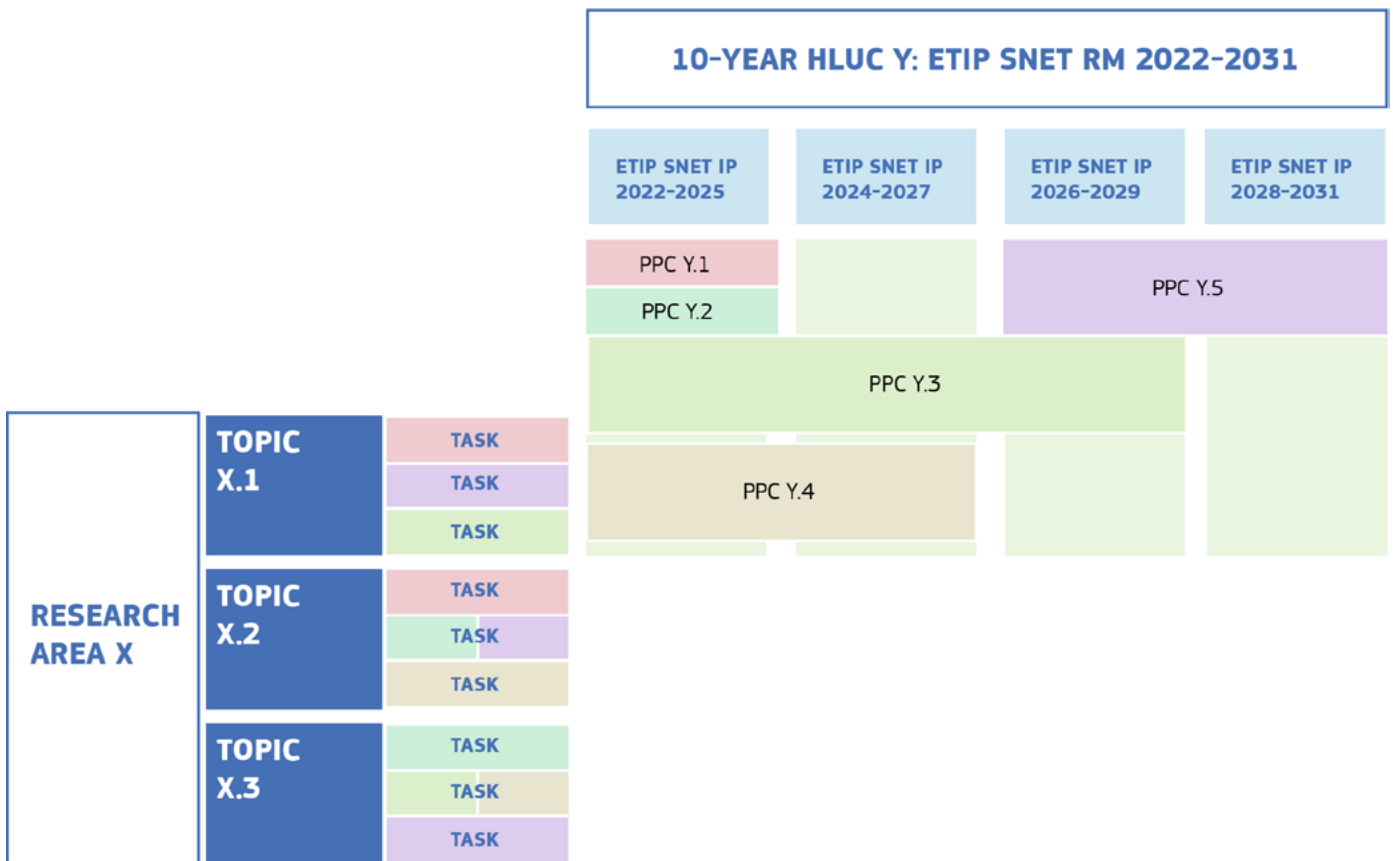 10-YEAR HLUC Y: ETIP SNET RM 2022-2031
ETIP SNET IP
2022-2025
ETIP SNET IP
2024-2027
ETIP SNET IP
2026-2029
ETIP SNET IP
2028-2031
PPC Y.1
PPC Y.2
PPC Y.5
PPC Y.3
PPC Y.4
RESEARCH
AREA X
TOPIC
X.1
TASK
TASK
TASK
TOPIC
X.2
TASK
TASK
TASK
TOPIC
X.3
TASK
TASK
TASK